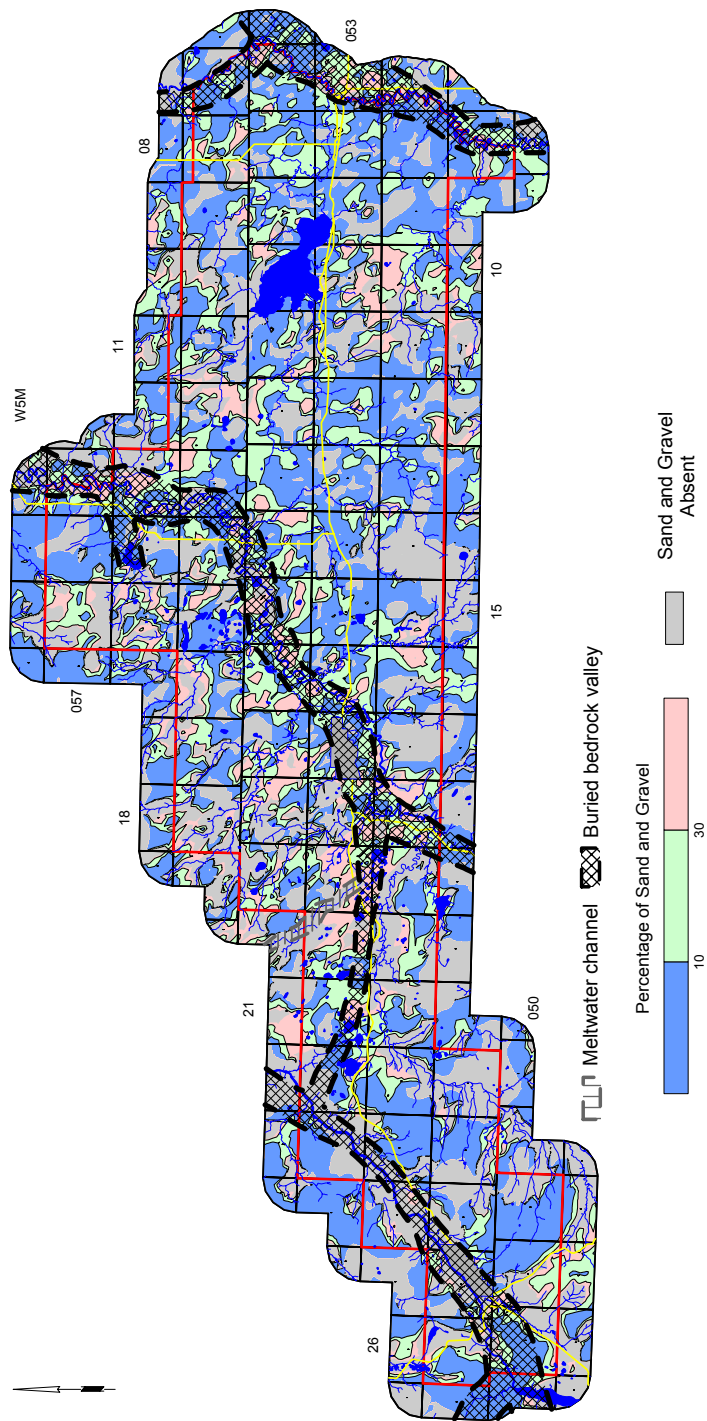 W5M
08
053
11
10
057
18
15
21
050
26
Meltwater channel
Buried bedrock valley
Percentage of Sand and Gravel
10
30
Sand and Gravel
Absent